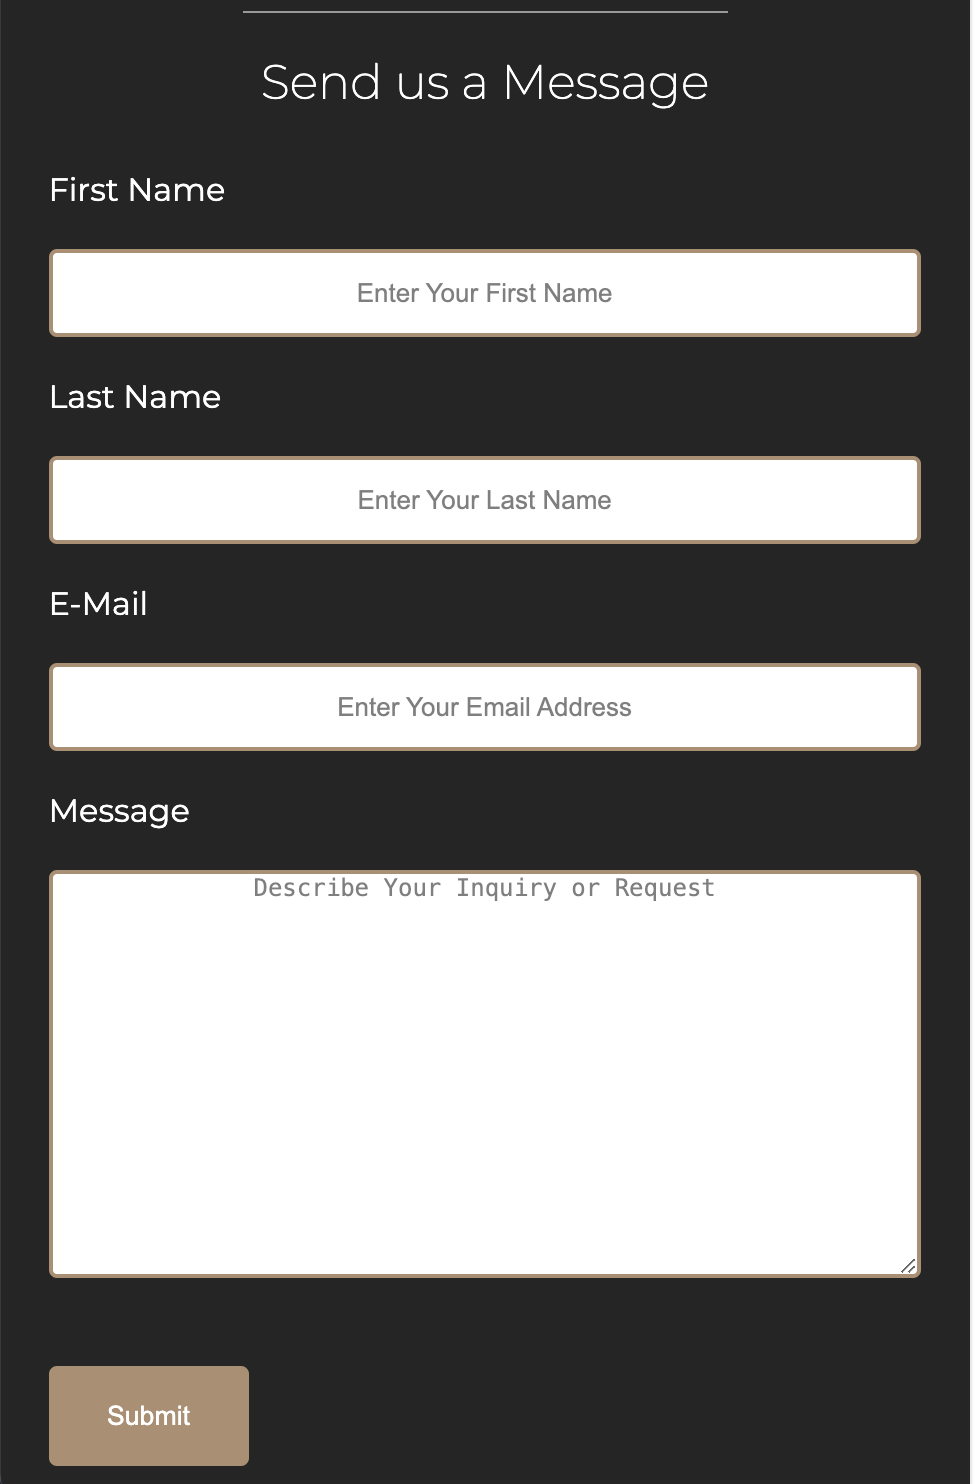 Send us a Message
First Name
Enter Your First Name
Last Name
Enter Your Last Name
E-Mail
Enter Your Email Address
Message
Describe Your Inquiry or Request
Submit